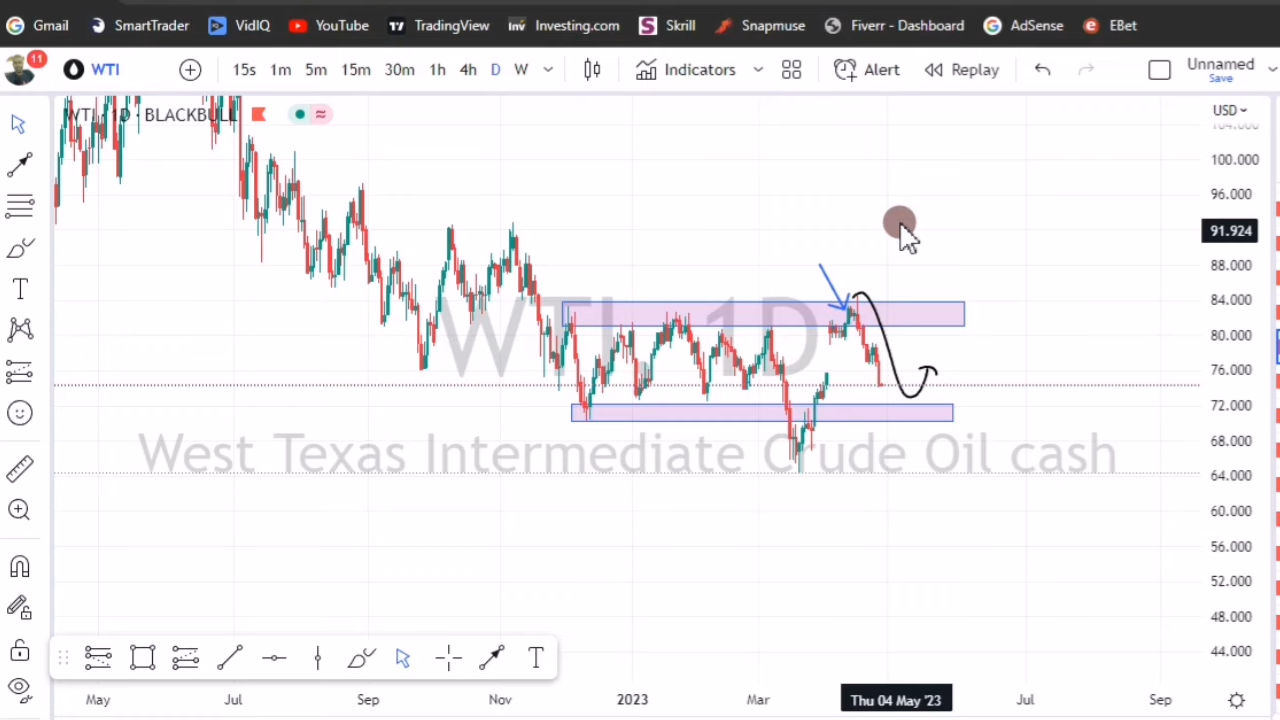 Gmail SmartTrader VidIQ YouTube TradingView Investing.com Skrill Snapmuse Fiverr - Dashboard AdSense EBet
11 WTI 15s 1m 5m 15m 30m 1h 4h D W Indicators Alert Replay Unnamed
Save
WTI · 1D · BLACKBULL
USD
104.000
100.000
96.000
91.924
88.000
84.000
80.000
76.000
72.000
68.000
64.000
60.000
56.000
52.000
48.000
44.000
WTI, 1D
West Texas Intermediate Crude Oil cash
T
May Jul Sep Nov 2023 Mar Thu 04 May '23 Jul Sep